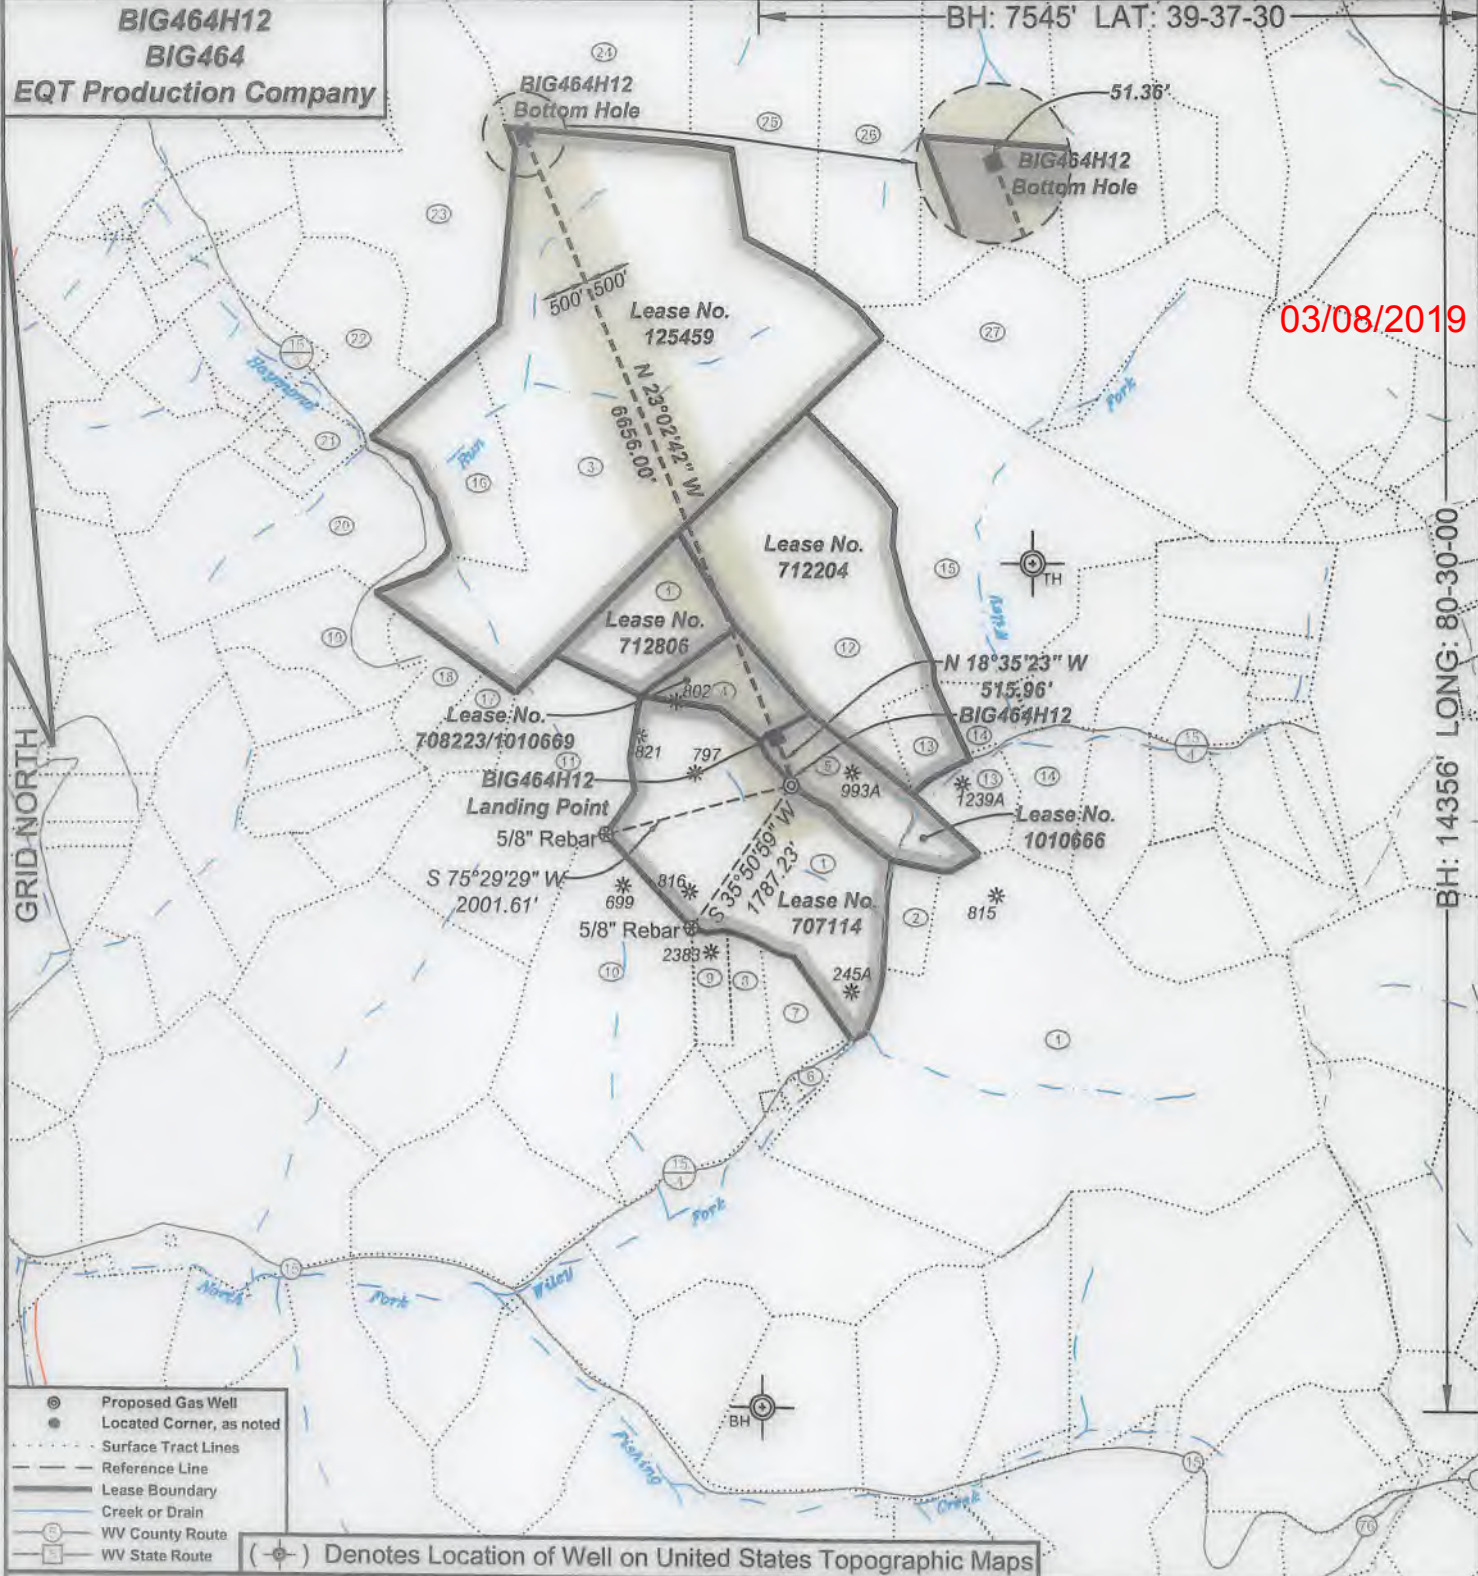 BIG464H12
BIG464
EQT Production Company
BH: 7545' LAT: 39-37-30
24
BIG464H12
Bottom Hole
25
26
51.36'
BIG464H12
Bottom Hole
23
500' 500'
Lease No.
125459
03/08/2019
27
22
15
Haymond
Fork
N 23°02'42" W
6656.00'
21
Run
16
3
20
Lease No.
712204
BH: 14356' LONG: 80-30-00
15
TH
1
Lease No.
712806
Wiley
19
12
N 18°35'23" W
515.96'
18
17
802
4
Lease No.
708223/1010669
BIG464H12
14
13
15
4
821
11
797
5
993A
13
14
1239A
BIG464H12
Landing Point
Lease No.
1010666
5/8" Rebar
GRID NORTH
S 75°29'29" W
2001.61'
S 35°50'59" W
1787.23'
1
699
816
Lease No.
707114
2
815
5/8" Rebar
2383
10
9
8
245A
7
1
6
15
4
Fork
15
North
Fork
Wiley
BH
Fishing
Creek
15
76
Proposed Gas Well
Located Corner, as noted
Surface Tract Lines
Reference Line
Lease Boundary
Creek or Drain
5 WV County Route
WV State Route
( ) Denotes Location of Well on United States Topographic Maps